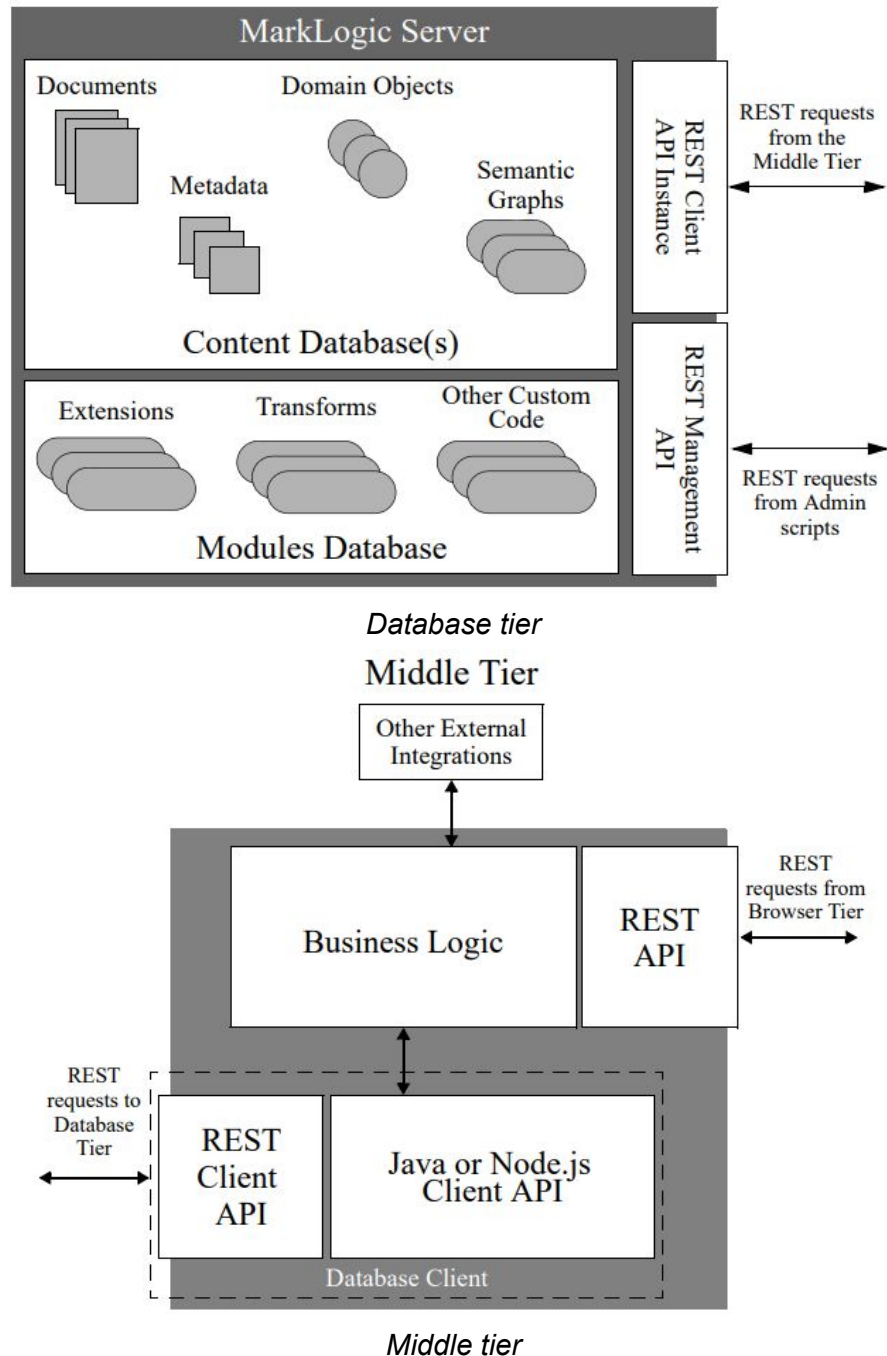 MarkLogic Server
Documents
Domain Objects
Metadata
Semantic
Graphs
Content Database(s)
REST Client
API Instance
REST requests
from the
Middle Tier
Extensions
Transforms
Other Custom
Code
Modules Database
REST Management
API
REST requests
from Admin
scripts
Database tier
Middle Tier
Other External
Integrations
Business Logic
REST
API
REST
requests from
Browser Tier
REST
requests to
Database
Tier
REST
Client
API
Java or Node.js
Client API
Database Client
Middle tier